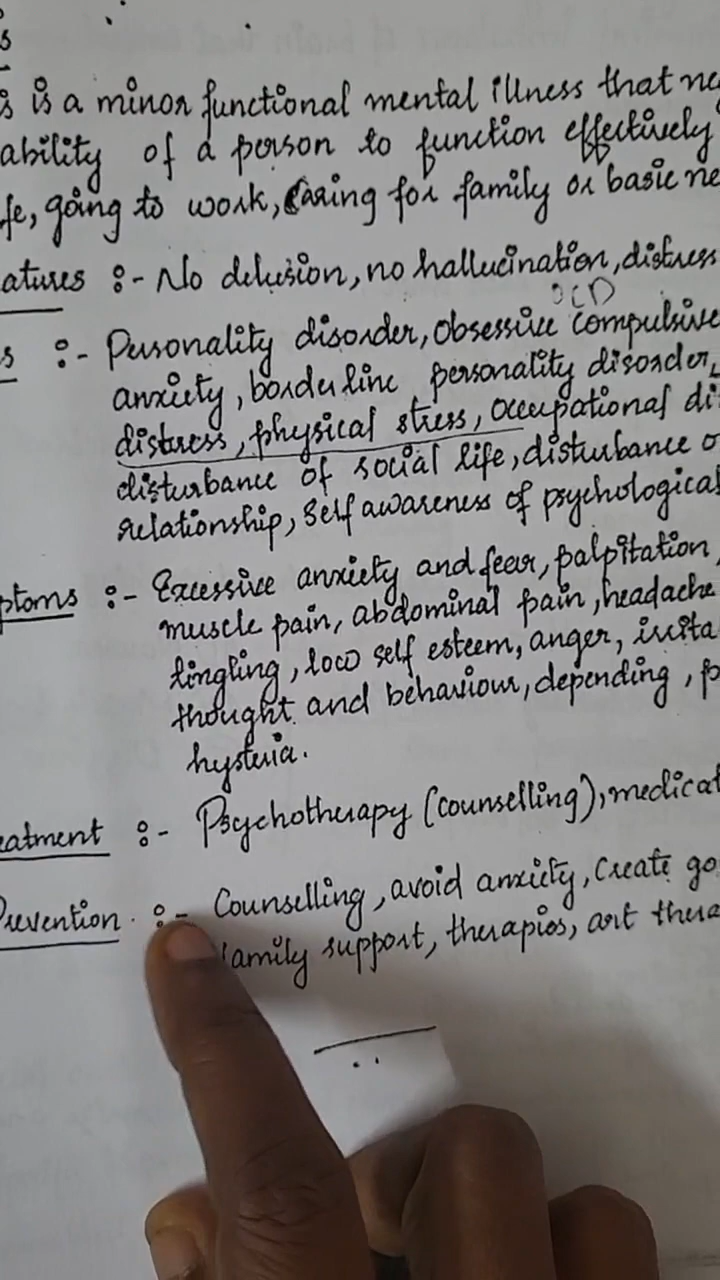 s
s is a minor functional mental illness that ne
ability of a person to function effectively
fe, going to work, Caring for family or basic ne
atures :- No delusion, no hallucination, distress
OCD
s :- Personality disorder, Obsessive compulsive
anxiety, borderline personality disorder,
distress, physical stress, occupational di
disturbance of social life, disturbance o
relationship, Self awareness of psychological
ptoms :- Excessive anxiety and fear, palpitation,
muscle pain, abdominal pain, headache
tingling, low self esteem, anger, irrita
thought and behaviour, depending, p
hysteria.
eatment :- Psychotherapy (counselling), medicat
Prevention :- Counselling, avoid anxiety, Create go
family support, therapies, art thera